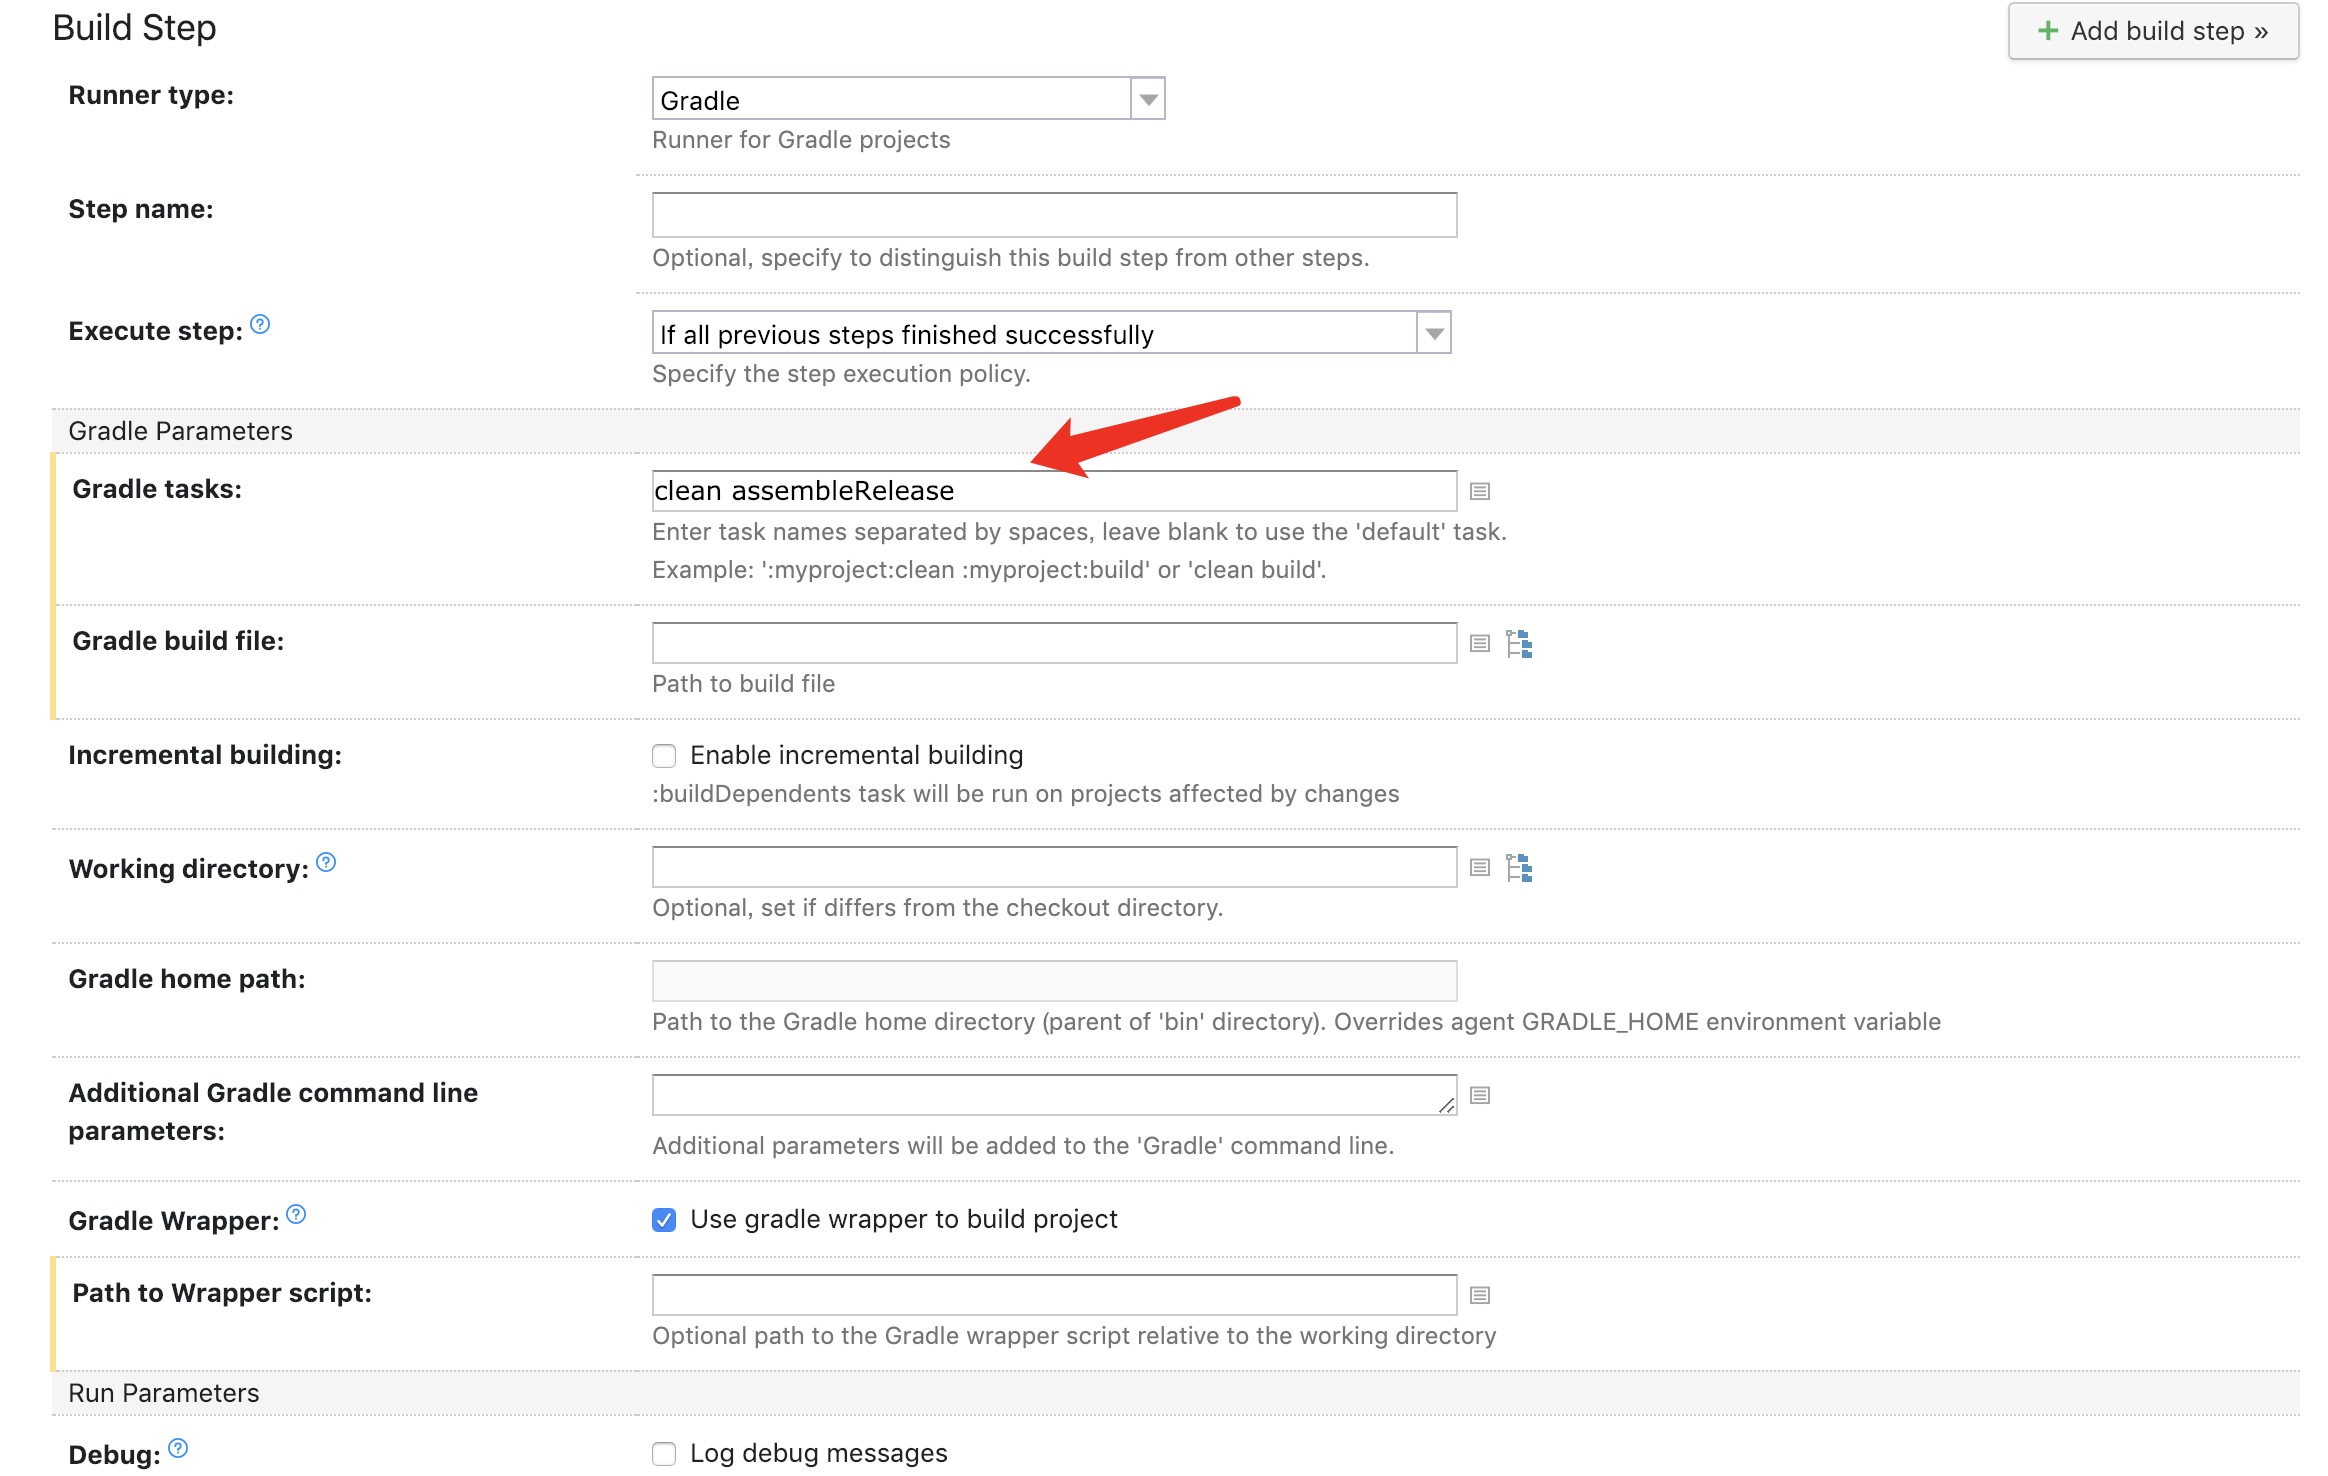 Build Step
+ Add build step »
Runner type:
Gradle
Runner for Gradle projects
Step name:
Optional, specify to distinguish this build step from other steps.
Execute step: ?
If all previous steps finished successfully
Specify the step execution policy.
Gradle Parameters
Gradle tasks:
clean assembleRelease
Enter task names separated by spaces, leave blank to use the 'default' task.
Example: ':myproject:clean :myproject:build' or 'clean build'.
Gradle build file:
Path to build file
Incremental building:
Enable incremental building
:buildDependents task will be run on projects affected by changes
Working directory: ?
Optional, set if differs from the checkout directory.
Gradle home path:
Path to the Gradle home directory (parent of 'bin' directory). Overrides agent GRADLE_HOME environment variable
Additional Gradle command line
parameters:
Additional parameters will be added to the 'Gradle' command line.
Gradle Wrapper: ?
Use gradle wrapper to build project
Path to Wrapper script:
Optional path to the Gradle wrapper script relative to the working directory
Run Parameters
Debug: ?
Log debug messages